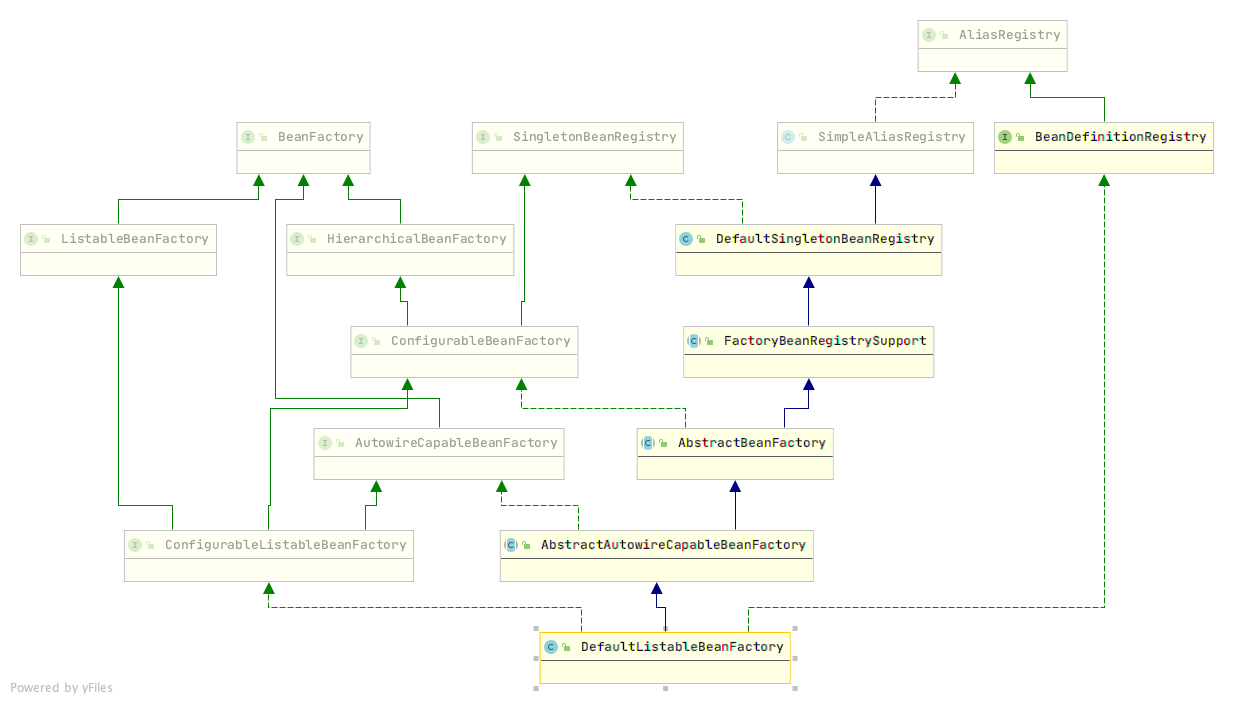 AliasRegistry
BeanFactory
SingletonBeanRegistry
SimpleAliasRegistry
BeanDefinitionRegistry
ListableBeanFactory
HierarchicalBeanFactory
DefaultSingletonBeanRegistry
ConfigurableBeanFactory
FactoryBeanRegistrySupport
AutowireCapableBeanFactory
AbstractBeanFactory
ConfigurableListableBeanFactory
AbstractAutowireCapableBeanFactory
DefaultListableBeanFactory
Powered by yFiles